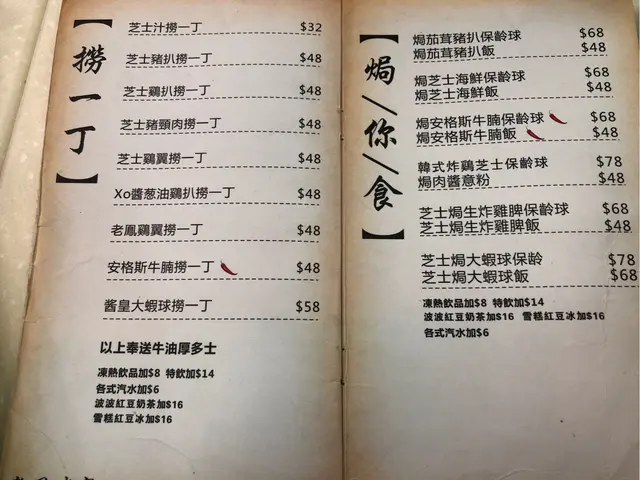 【撈一丁】
芝士汁撈一丁 $32
芝士豬扒撈一丁 $48
芝士鷄扒撈一丁 $48
芝士豬頸肉撈一丁 $48
芝士鷄翼撈一丁 $48
Xo醬葱油鷄扒撈一丁 $48
老鳳鷄翼撈一丁 $48
安格斯牛腩撈一丁 $48
醬皇大蝦球撈一丁 $58
以上奉送牛油厚多士
凍熱飲品加$8 特飲加$14
各式汽水加$6
波波紅豆奶茶加$16
雪糕紅豆冰加$16
【焗/你/食】
焗茄茸豬扒保齡球 $68
焗茄茸豬扒飯 $48
焗芝士海鮮保齡球 $68
焗芝士海鮮飯 $48
焗安格斯牛腩保齡球 $68
焗安格斯牛腩飯 $48
韓式炸鷄芝士保齡球 $78
焗肉醬意粉 $48
芝士焗生炸雞脾保齡球 $68
芝士焗生炸雞脾飯 $48
芝士焗大蝦球保齡 $78
芝士焗大蝦球飯 $68
凍熱飲品加$8 特飲加$14
波波紅豆奶茶加$16 雪糕紅豆冰加$16
各式汽水加$6